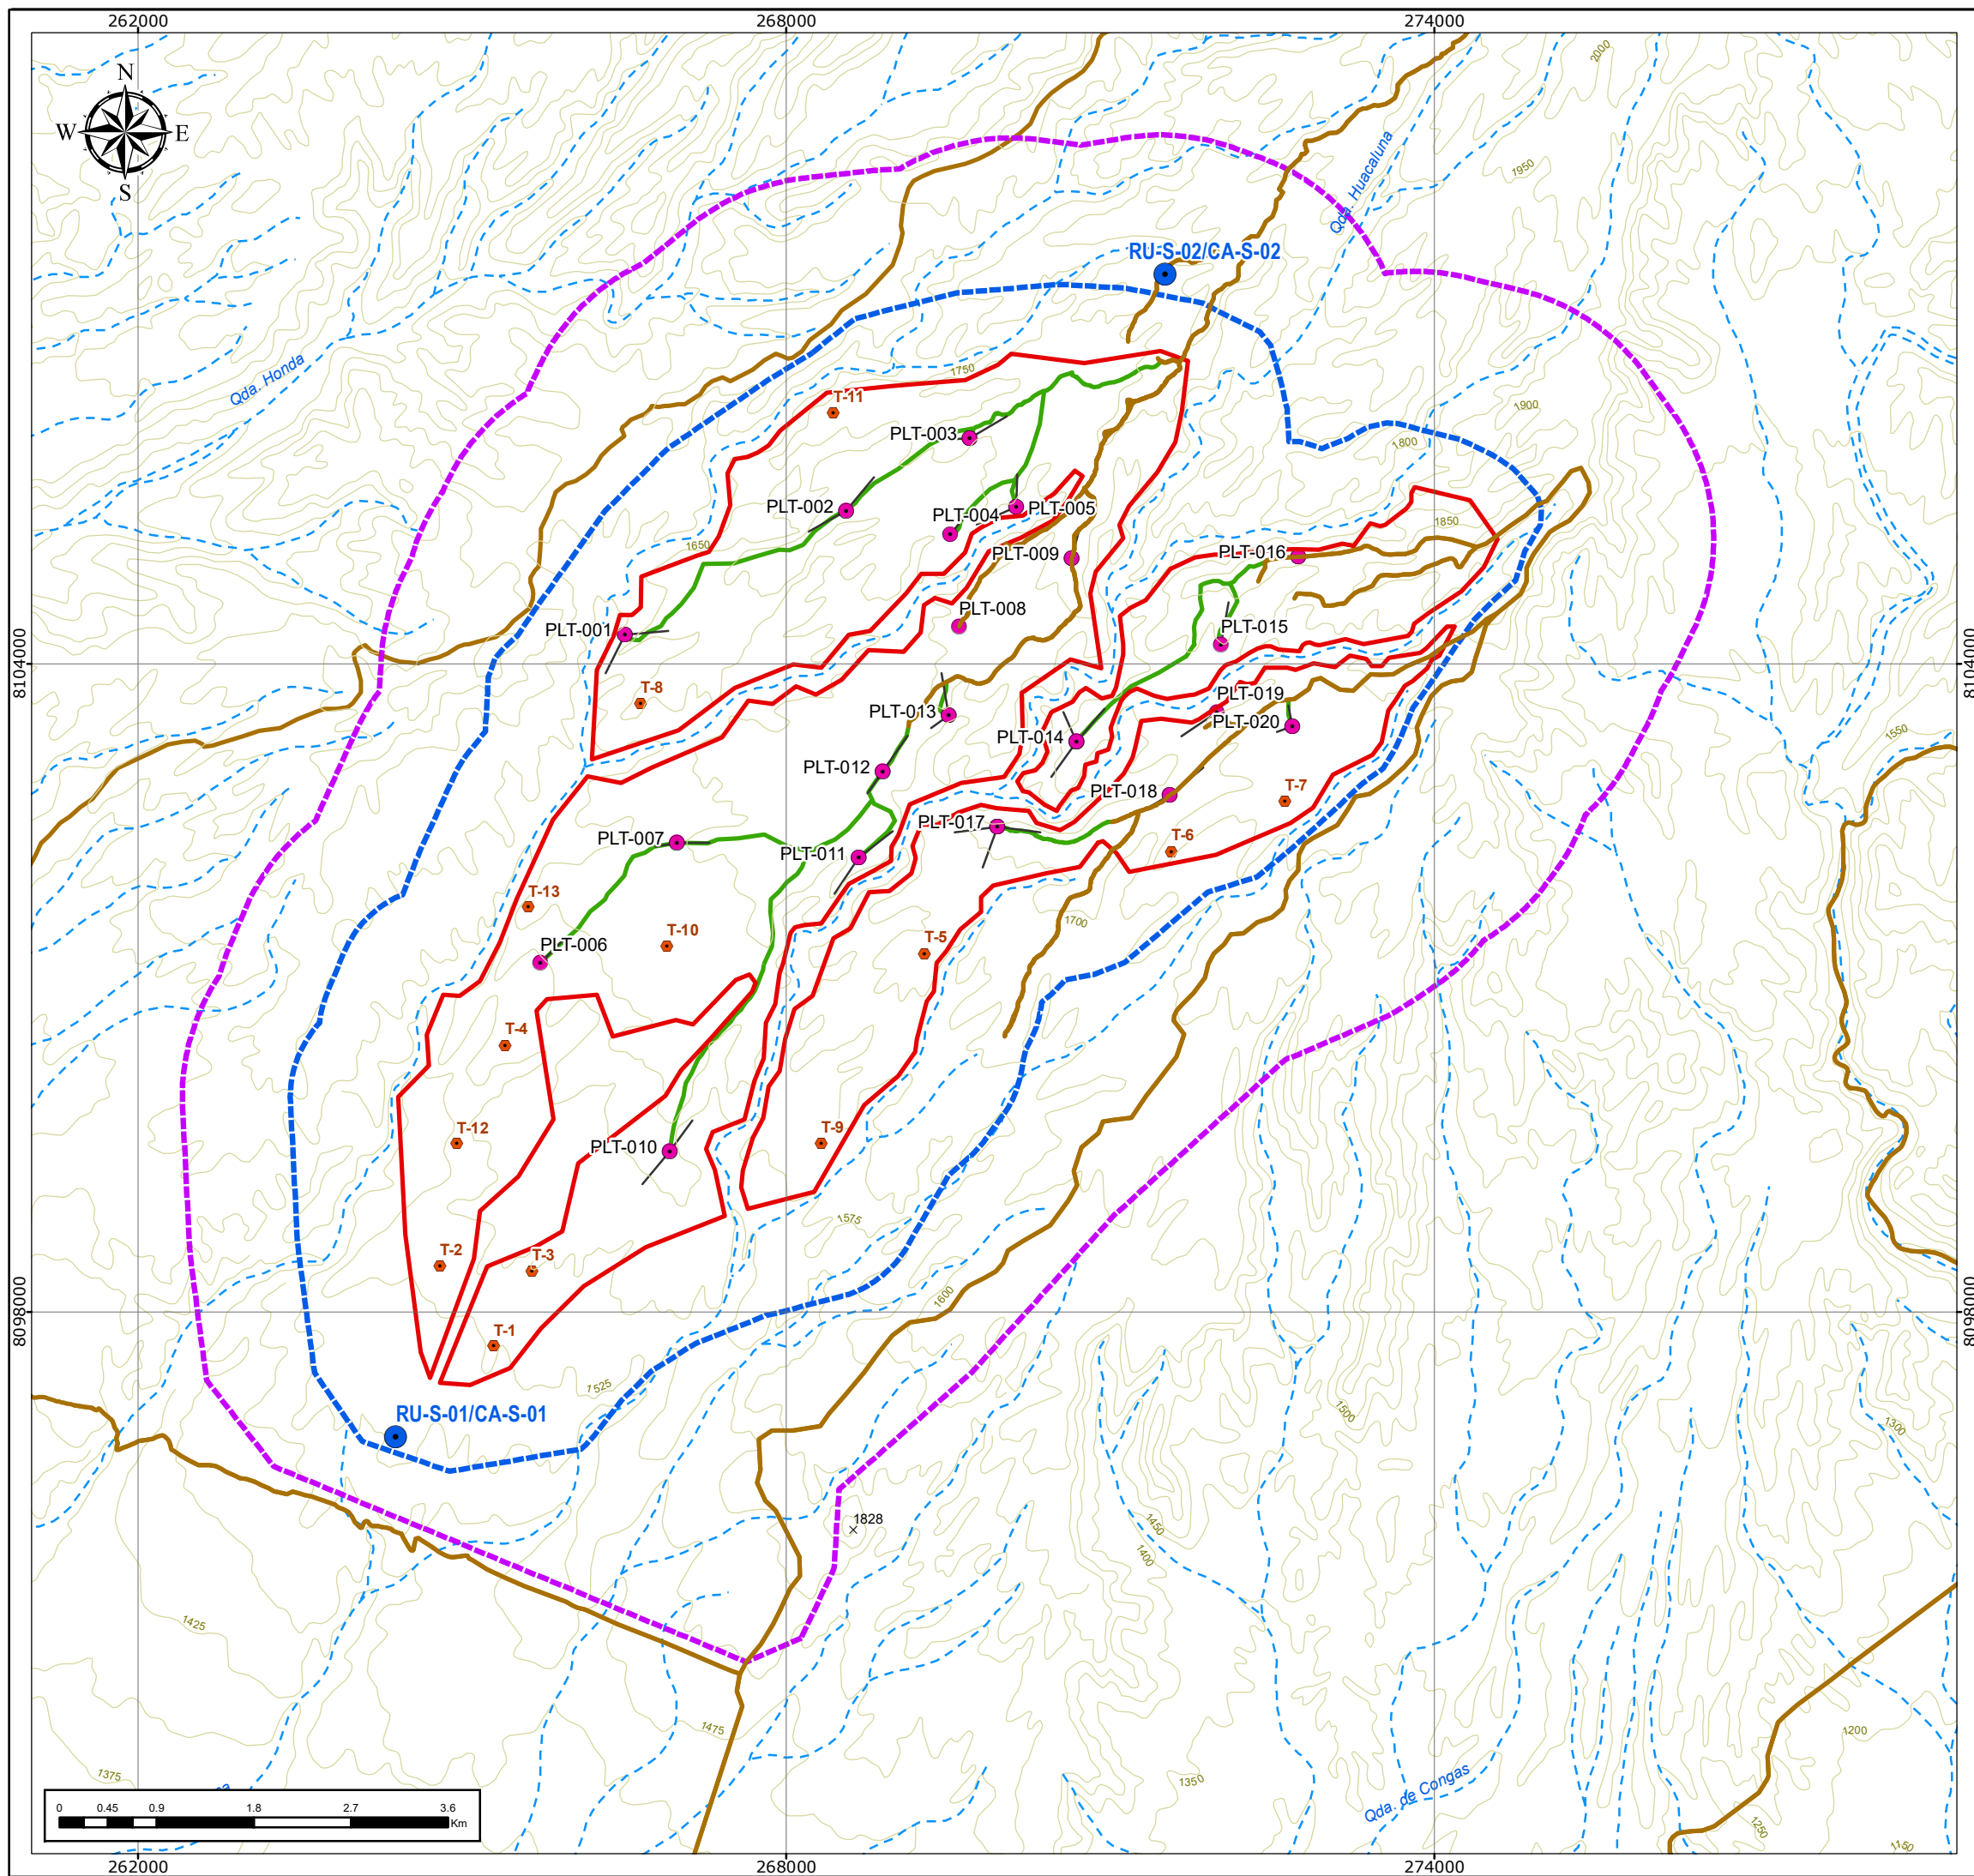 262000
268000
274000
2000
N
W E
S
Qda. Huacaluna
1950
RU-S-02/CA-S-02
Qda. Honda
1750
T-11
1900
PLT-003
1800
PLT-002
PLT-004
PLT-005
1850
1650
PLT-009
PLT-016
PLT-008
PLT-001
PLT-015
8104000
8104000
T-8
PLT-019
PLT-013
PLT-020
PLT-014
1550
PLT-012
PLT-018
T-7
PLT-017
PLT-007
T-6
PLT-011
T-13
1700
T-5
T-10
PLT-006
T-4
T-12
T-9
PLT-010
1575
T-2
T-3
1600
8098000
8098000
T-1
1525
RU-S-01/CA-S-01
1500
1300
1828
1450
1400
1425
1475
1200
1375
1350
Qda. de Congas
0 0.45 0.9 1.8 2.7 3.6
Km
1250
1150
262000
268000
274000